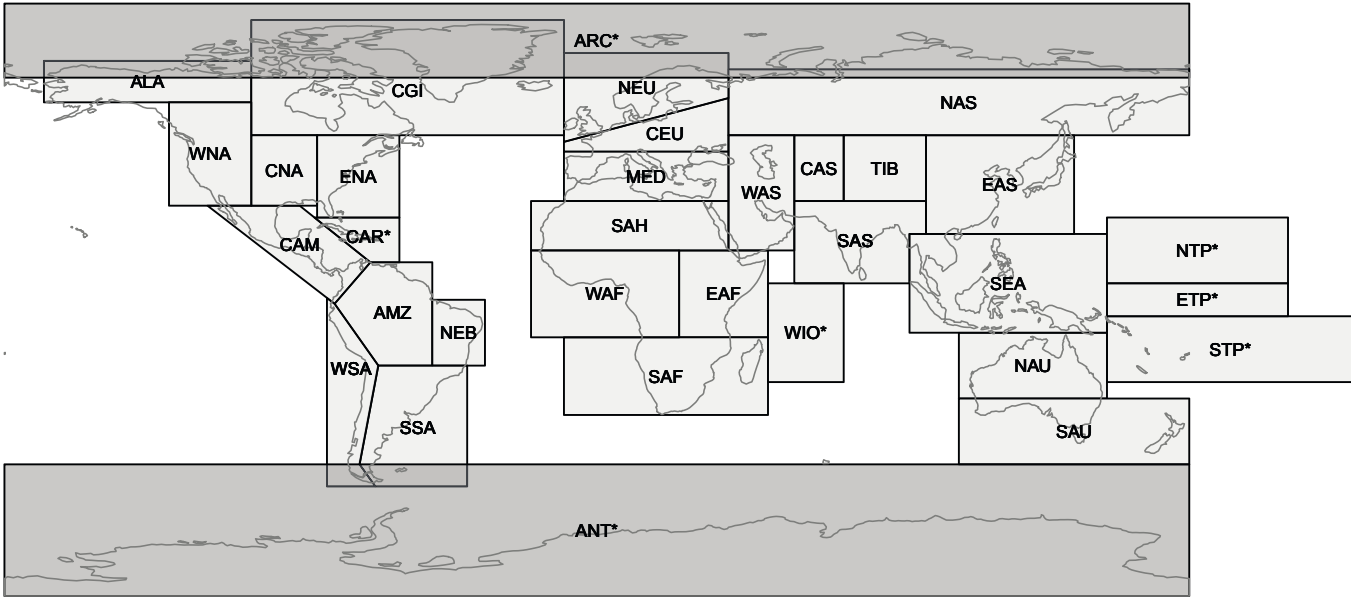 ARC*
ALA
CGI
NEU
NAS
CEU
WNA
CNA
ENA
MED
WAS
CAS
TIB
EAS
SAH
CAR*
CAM
SAS
NTP*
WAF
EAF
SEA
ETP*
AMZ
NEB
WIO*
STP*
WSA
SAF
NAU
SSA
SAU
ANT*